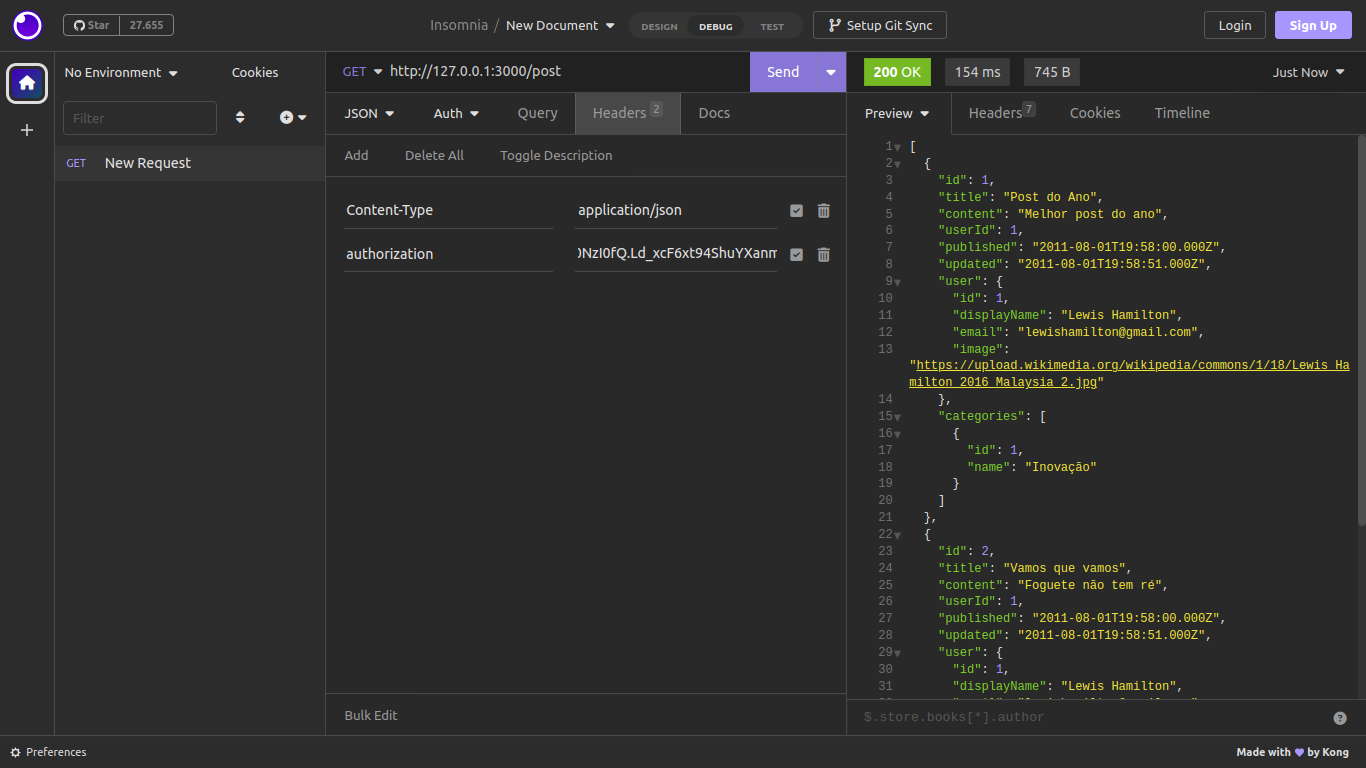 Star 27.655
Insomnia / New Document
DESIGN DEBUG TEST
Setup Git Sync
Login
Sign Up
No Environment
Cookies
Filter
GET New Request
GET http://127.0.0.1:3000/post
Send
JSON Auth Query Headers 2 Docs
Add Delete All Toggle Description
Content-Type application/json
authorization NzI0fQ.Ld_xcF6xt94ShuYXanm
Bulk Edit
200 OK 154 ms 745 B Just Now
Preview Headers 7 Cookies Timeline
1 [
2 {
3 "id": 1,
4 "title": "Post do Ano",
5 "content": "Melhor post do ano",
6 "userId": 1,
7 "published": "2011-08-01T19:58:00.000Z",
8 "updated": "2011-08-01T19:58:51.000Z",
9 "user": {
10 "id": 1,
11 "displayName": "Lewis Hamilton",
12 "email": "lewishamilton@gmail.com",
13 "image":
"https://upload.wikimedia.org/wikipedia/commons/1/18/Lewis_Ha
milton_2016_Malaysia_2.jpg"
14 },
15 "categories": [
16 {
17 "id": 1,
18 "name": "Inovação"
19 }
20 ]
21 },
22 {
23 "id": 2,
24 "title": "Vamos que vamos",
25 "content": "Foguete não tem ré",
26 "userId": 1,
27 "published": "2011-08-01T19:58:00.000Z",
28 "updated": "2011-08-01T19:58:51.000Z",
29 "user": {
30 "id": 1,
31 "displayName": "Lewis Hamilton",
$.store.books[*].author
Preferences
Made with by Kong